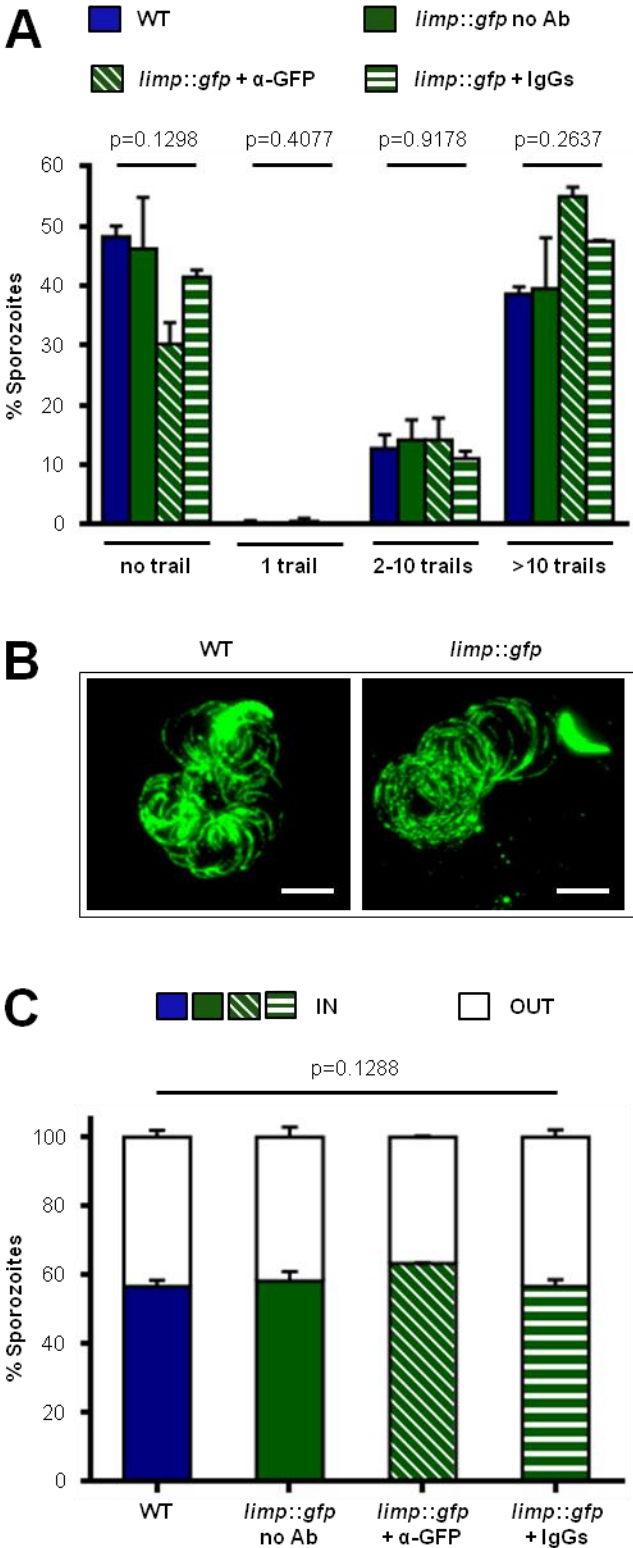 A
WT
limp::gfp no Ab
limp::gfp + α-GFP
limp::gfp + IgGs
p=0.1298
p=0.4077
p=0.9178
p=0.2637
% Sporozoites
60
50
40
30
20
10
0
no trail
1 trail
2-10 trails
>10 trails
B
WT
limp::gfp
C
IN
OUT
p=0.1288
% Sporozoites
100
80
60
40
20
0
WT
limp::gfp
no Ab
limp::gfp
+ α-GFP
limp::gfp
+ IgGs